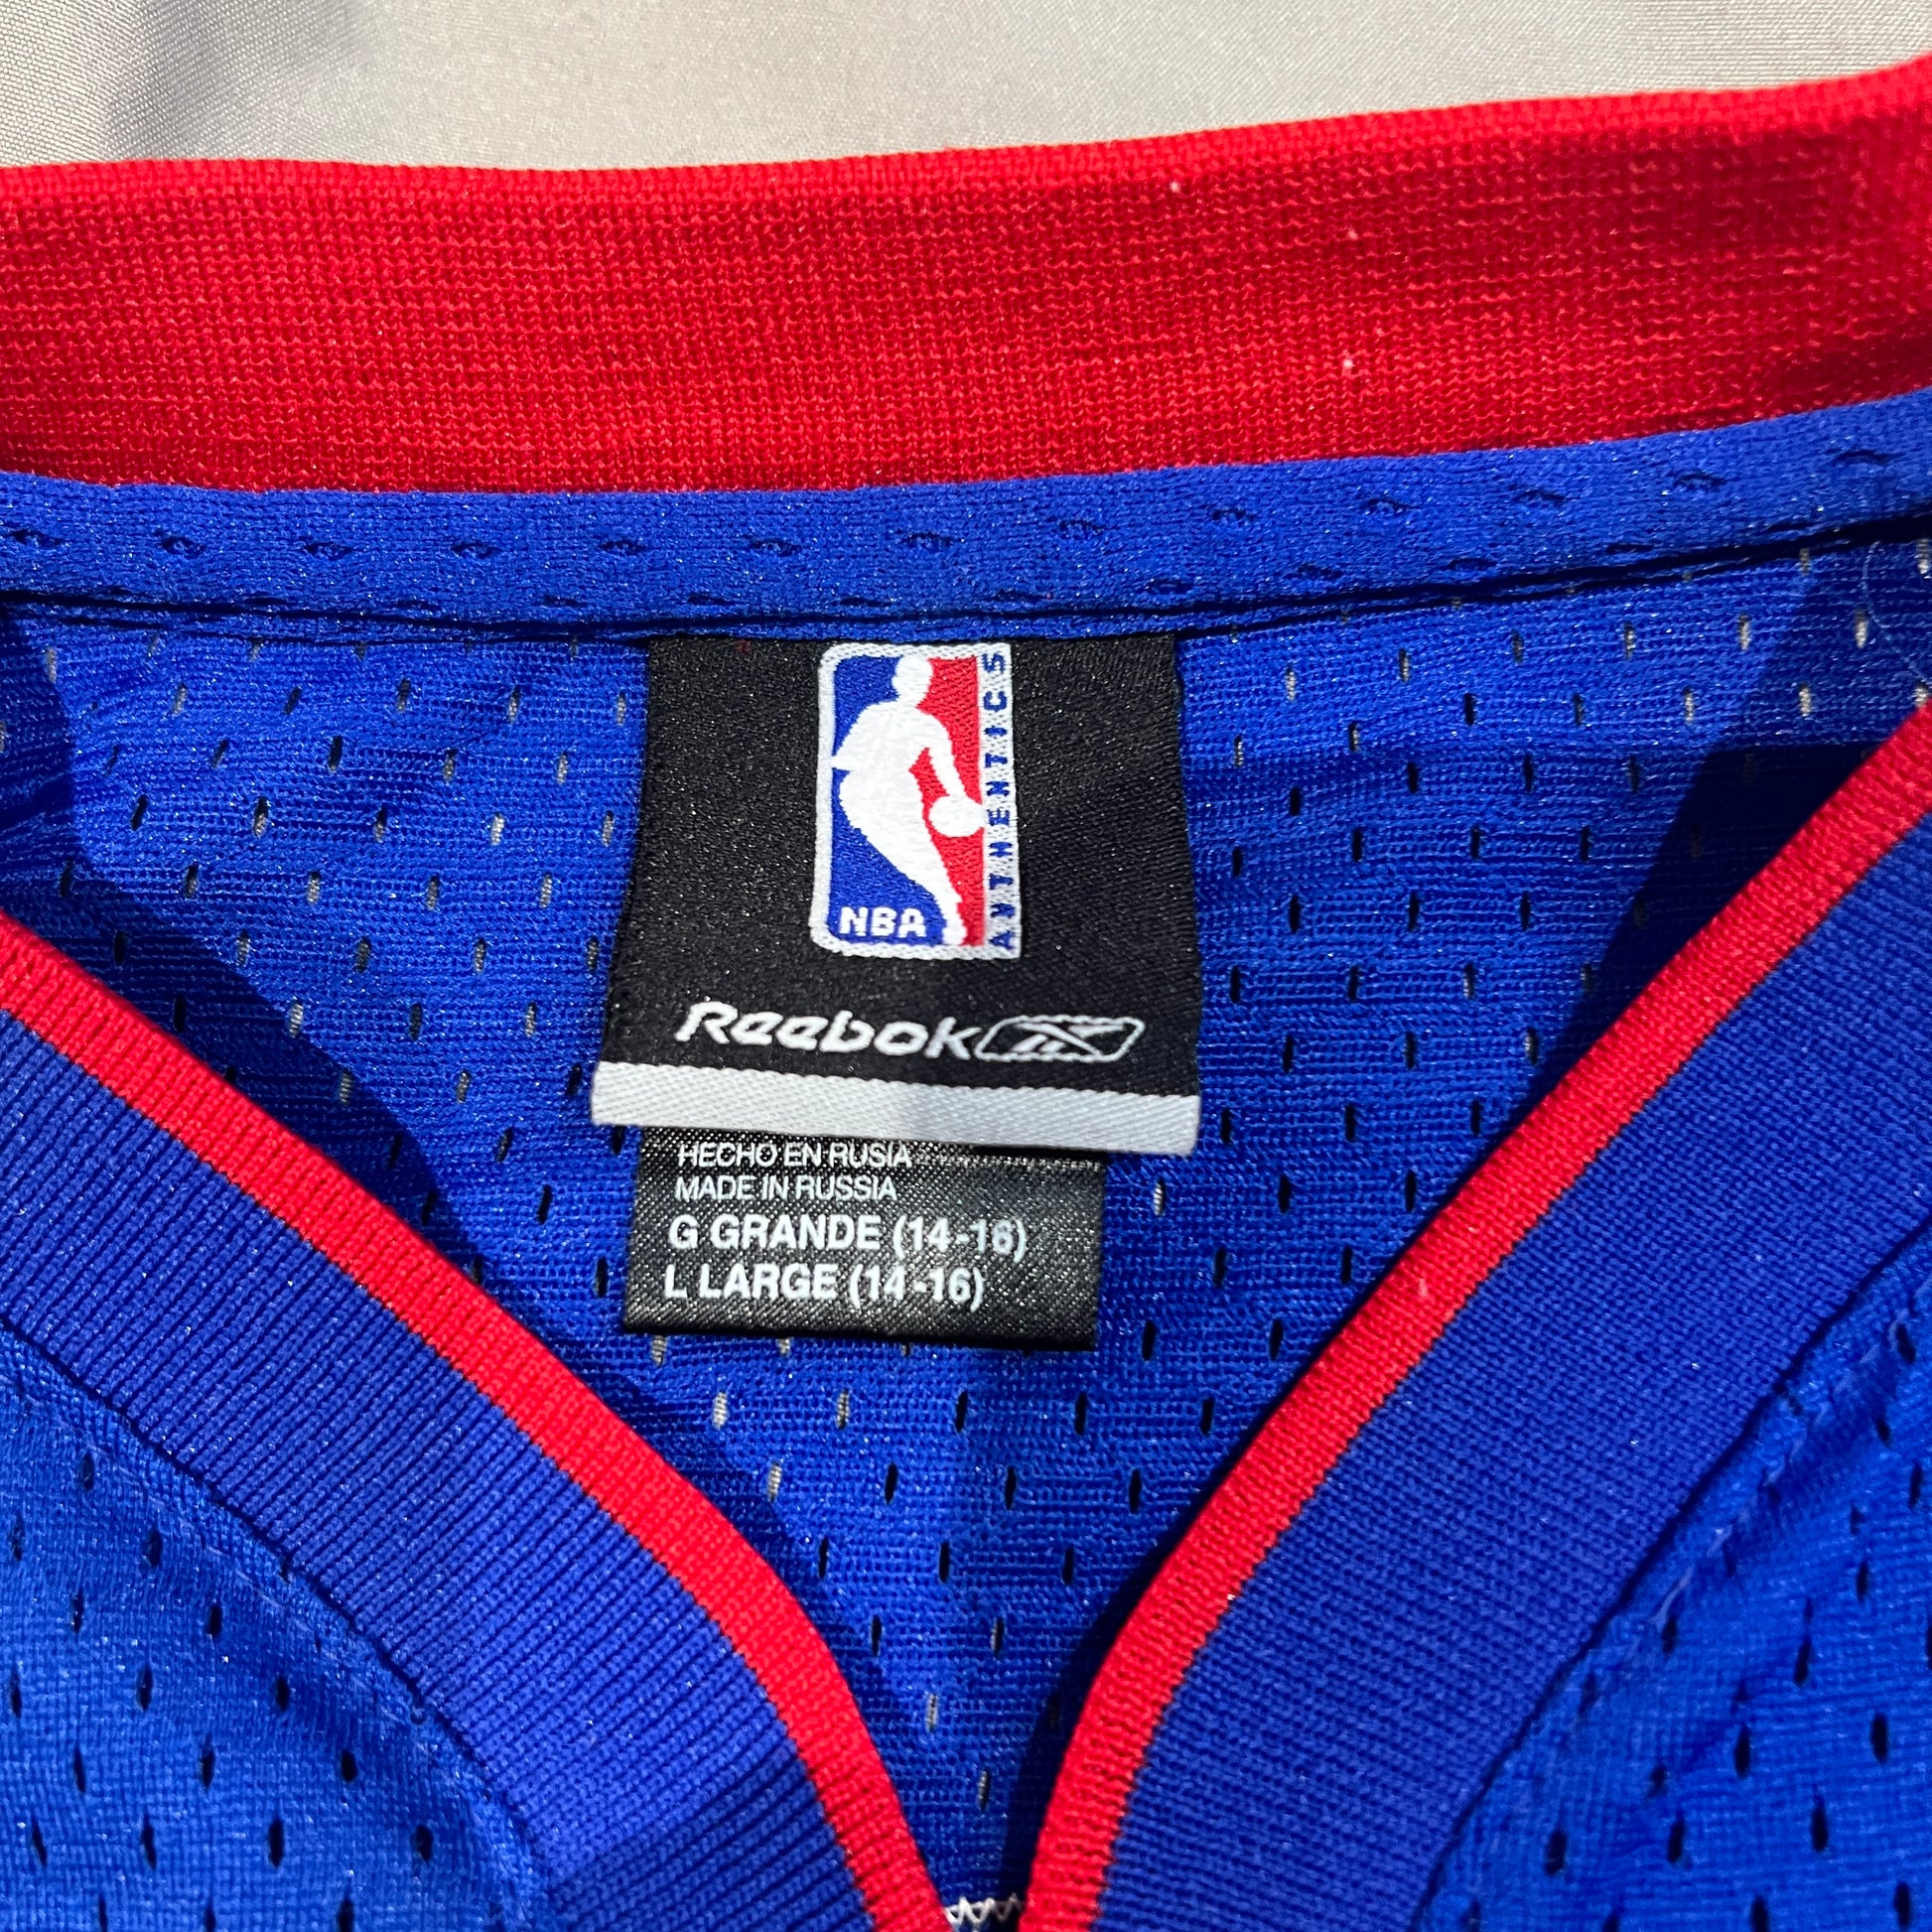 NBA
AUTHENTICS
Reebok
HECHO EN RUSIA
MADE IN RUSSIA
G GRANDE (14-16)
L LARGE (14-16)